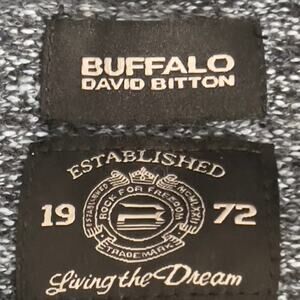 BUFFALO
DAVID BITTON
ESTABLISHED
ROCK FOR FREEDOM
19 72
TRADEMARK
Living the Dream